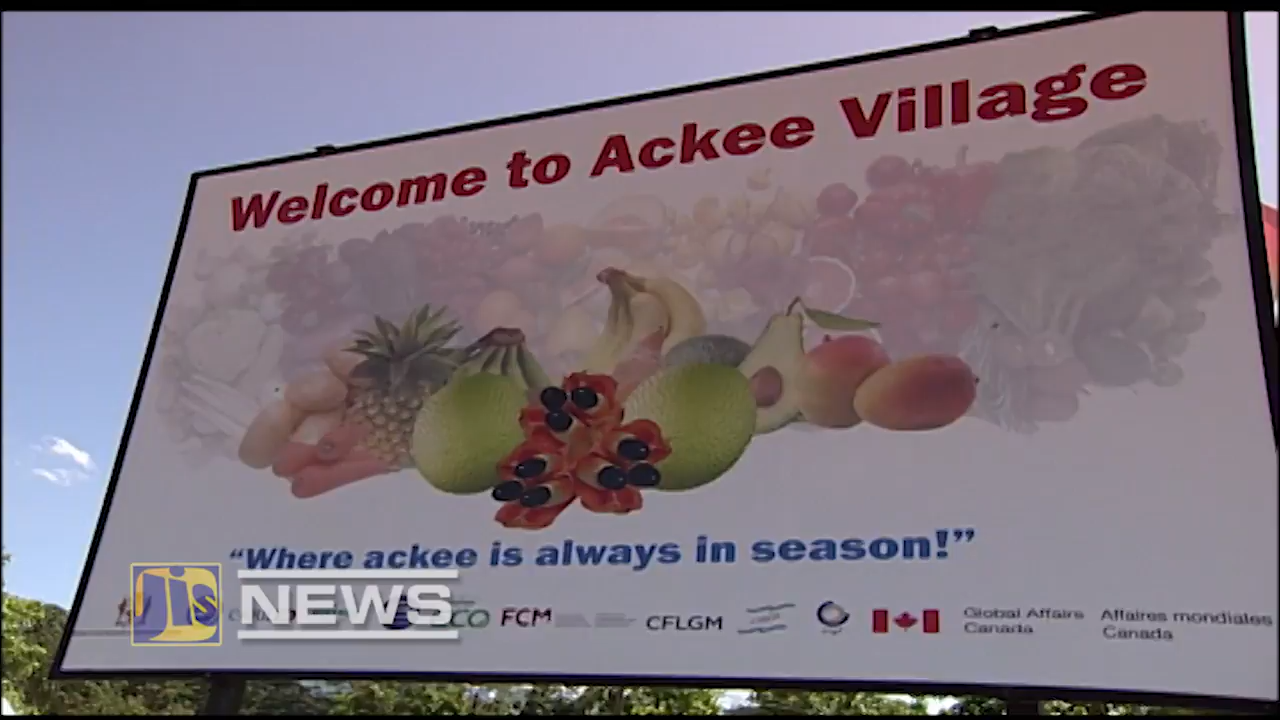 Welcome to Ackee Village
“Where ackee is always in season!”
jis NEWS
CO FCM CFLGM
Global Affairs Affaires mondiales
Canada Canada